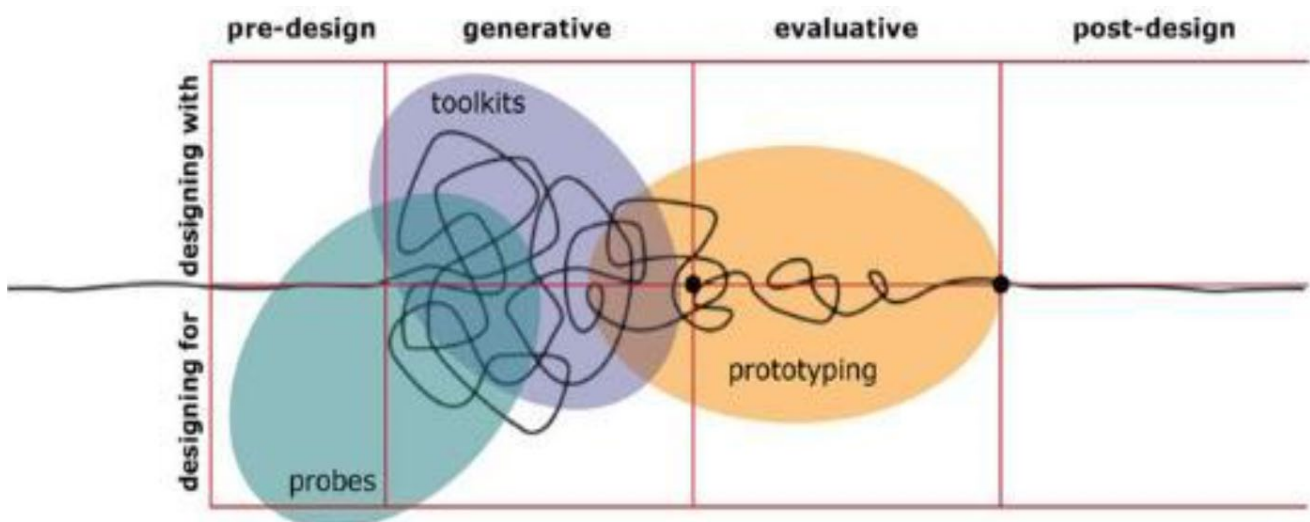 pre-design generative evaluative post-design
designing with
toolkits
designing for
prototyping
probes